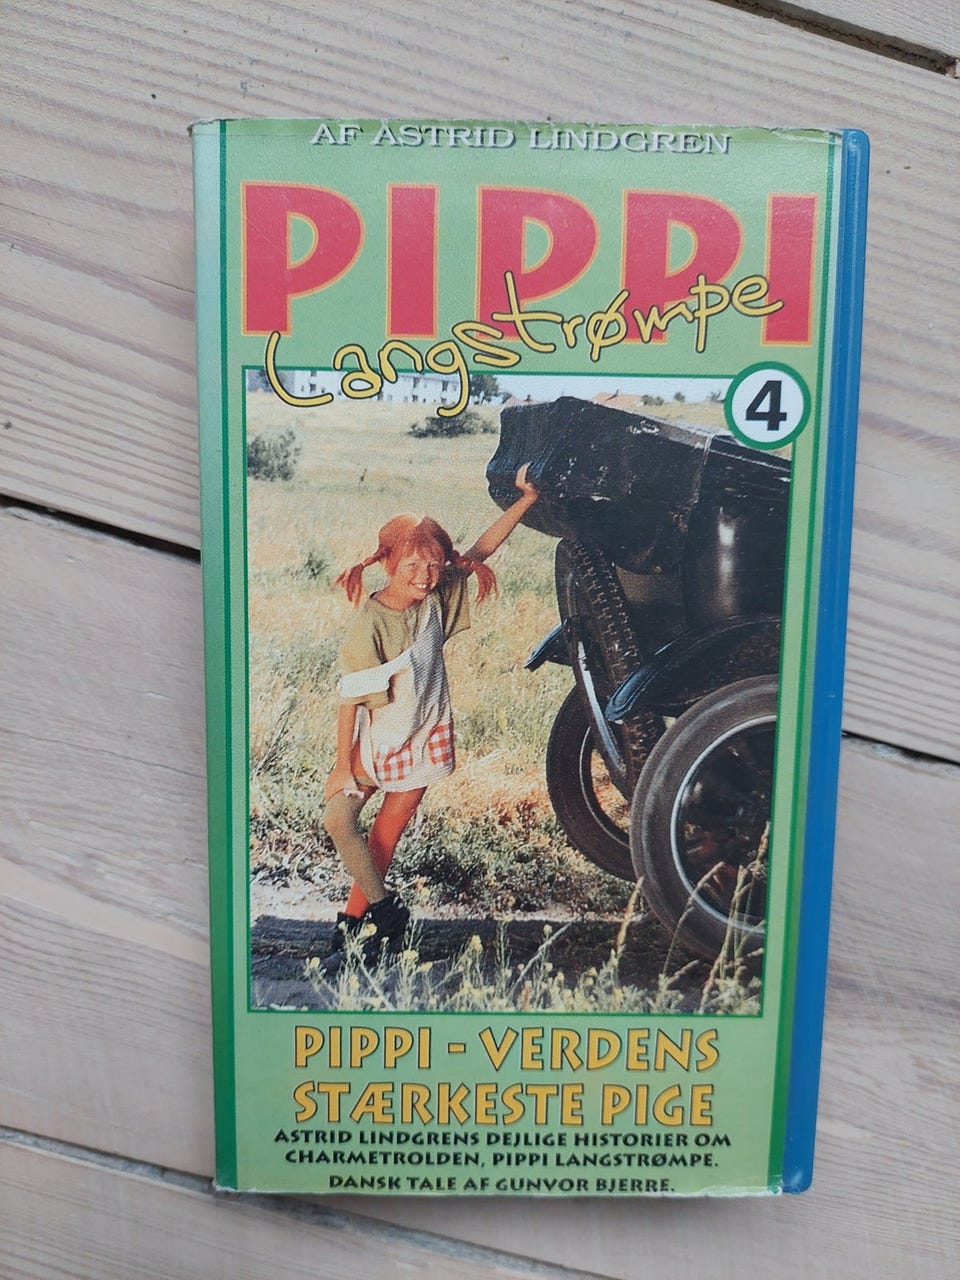 AF ASTRID LINDGREN
PIPPI
Langstrømpe
4
PIPPI - VERDENS
STÆRKESTE PIGE
ASTRID LINDGRENS DEJLIGE HISTORIER OM
CHARMETROLDEN, PIPPI LANGSTRØMPE.
DANSK TALE AF GUNVOR BJERRE.